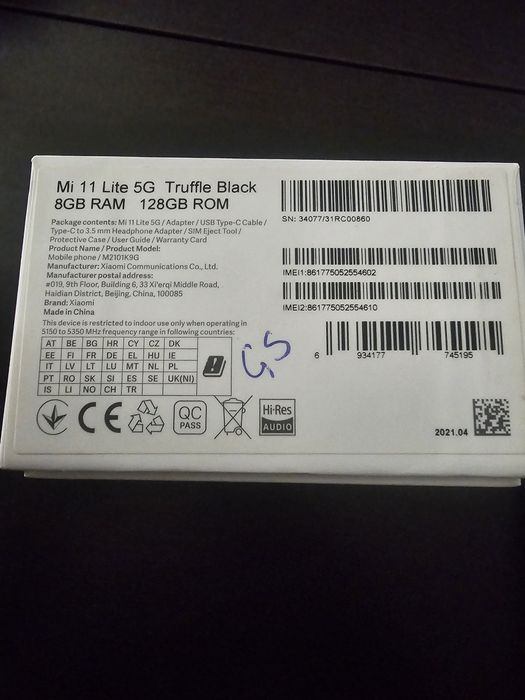 Mi 11 Lite 5G Truffle Black
8GB RAM 128GB ROM
Package contents: Mi 11 Lite 5G / Adapter / USB Type-C Cable /
Type-C to 3.5 mm Headphone Adapter / SIM Eject Tool /
Protective Case / User Guide / Warranty Card
Product Name / Product Model:
Mobile phone / M2101K9G
Manufacturer: Xiaomi Communications Co., Ltd.
Manufacturer postal address:
#019, 9th Floor, Building 6, 33 Xi'erqi Middle Road,
Haidian District, Beijing, China, 100085
Brand: Xiaomi
Made in China
This device is restricted to indoor use only when operating in
5150 to 5350 MHz frequency range in following countries:
AT BE BG HR CY CZ DK
EE FI FR DE EL HU IE
IT LV LT LU MT NL PL
PT RO SK SI ES SE UK(NI)
IS LI NO CH TR
SN: 34077/31RC00860
IMEI1:861775052554602
IMEI2:861775052554610
6 934177 745195
CE
QC
PASS
Hi-Res
AUDIO
2021.04